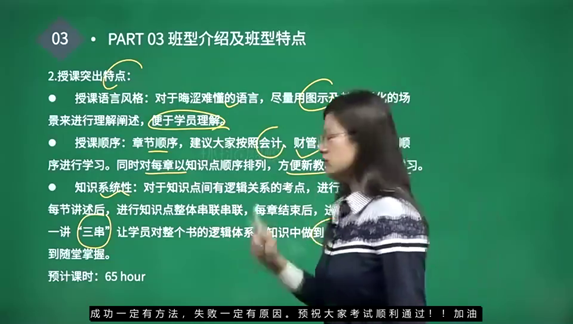 03 • PART 03 班型介绍及班型特点
2.授课突出特点：
● 授课语言风格：对于晦涩难懂的语言，尽量用图示及 化的场
景来进行理解阐述，便于学员理解。
● 授课顺序：章节顺序，建议大家按照会计、财管、 顺
序进行学习。同时对每章以知识点顺序排列，方便新教 习。
● 知识系统性：对于知识点间有逻辑关系的考点，进行
每节讲述后，进行知识点整体串联串联，每章结束后，进
一讲“三串”让学员对整个书的逻辑体系 知识中做到
到随堂掌握。
预计课时：65 hour
成功一定有方法，失败一定有原因。预祝大家考试顺利通过！！加油